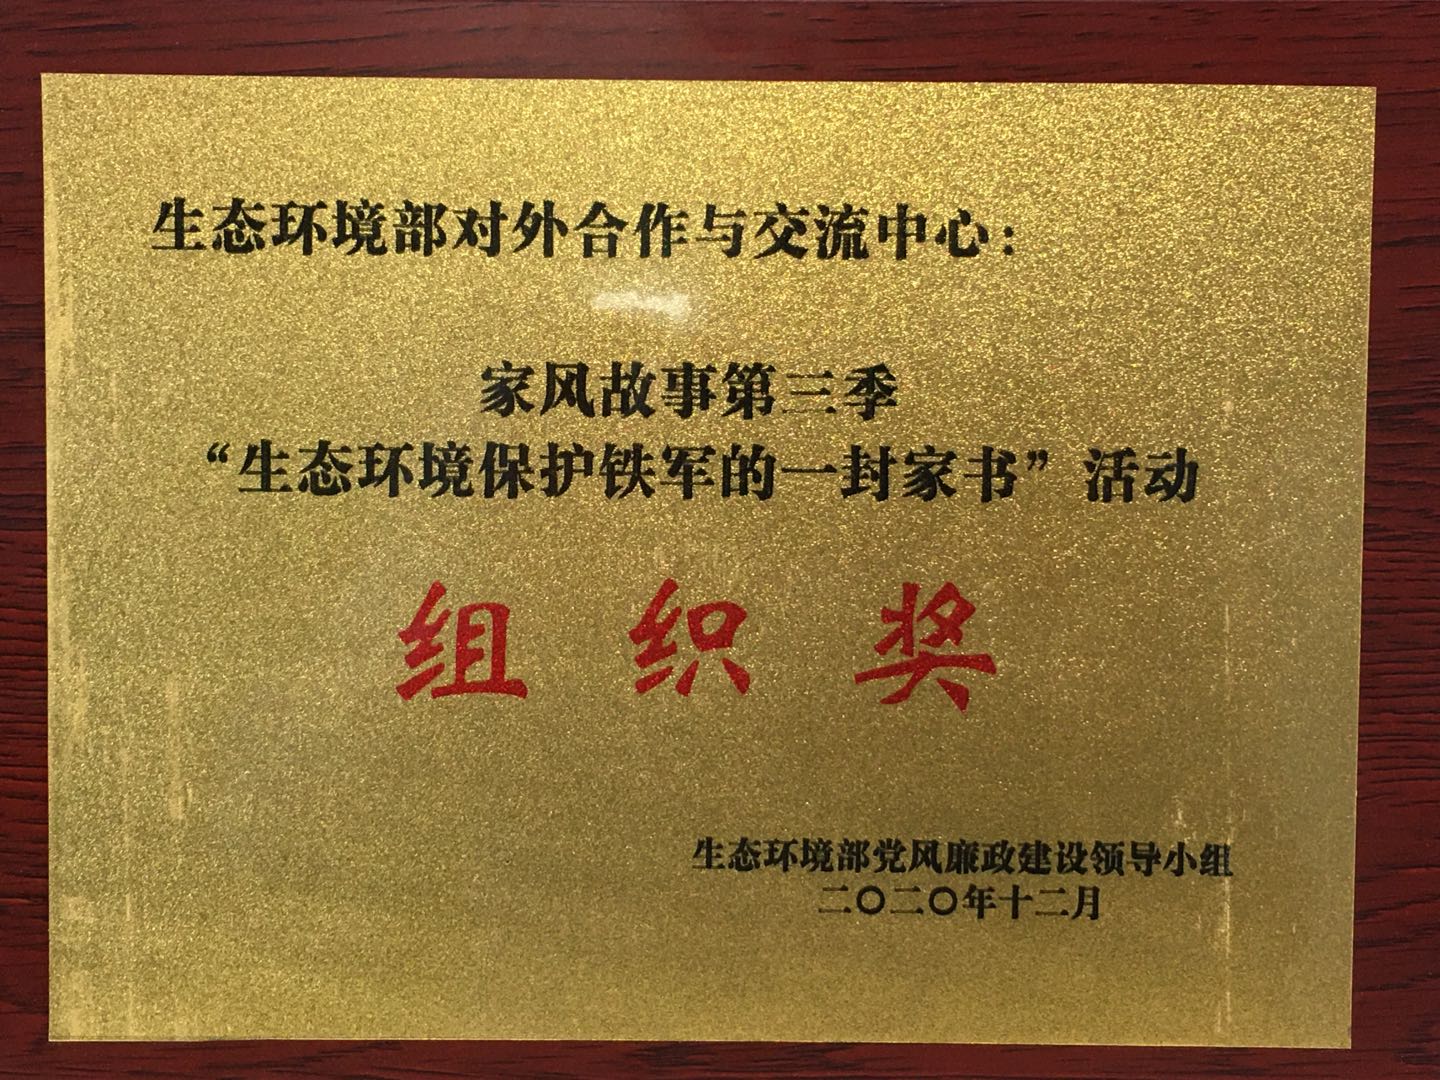 生态环境部对外合作与交流中心：
家风故事第三季
“生态环境保护铁军的一封家书”活动
组织奖
生态环境部党风廉政建设领导小组
二〇二〇年十二月